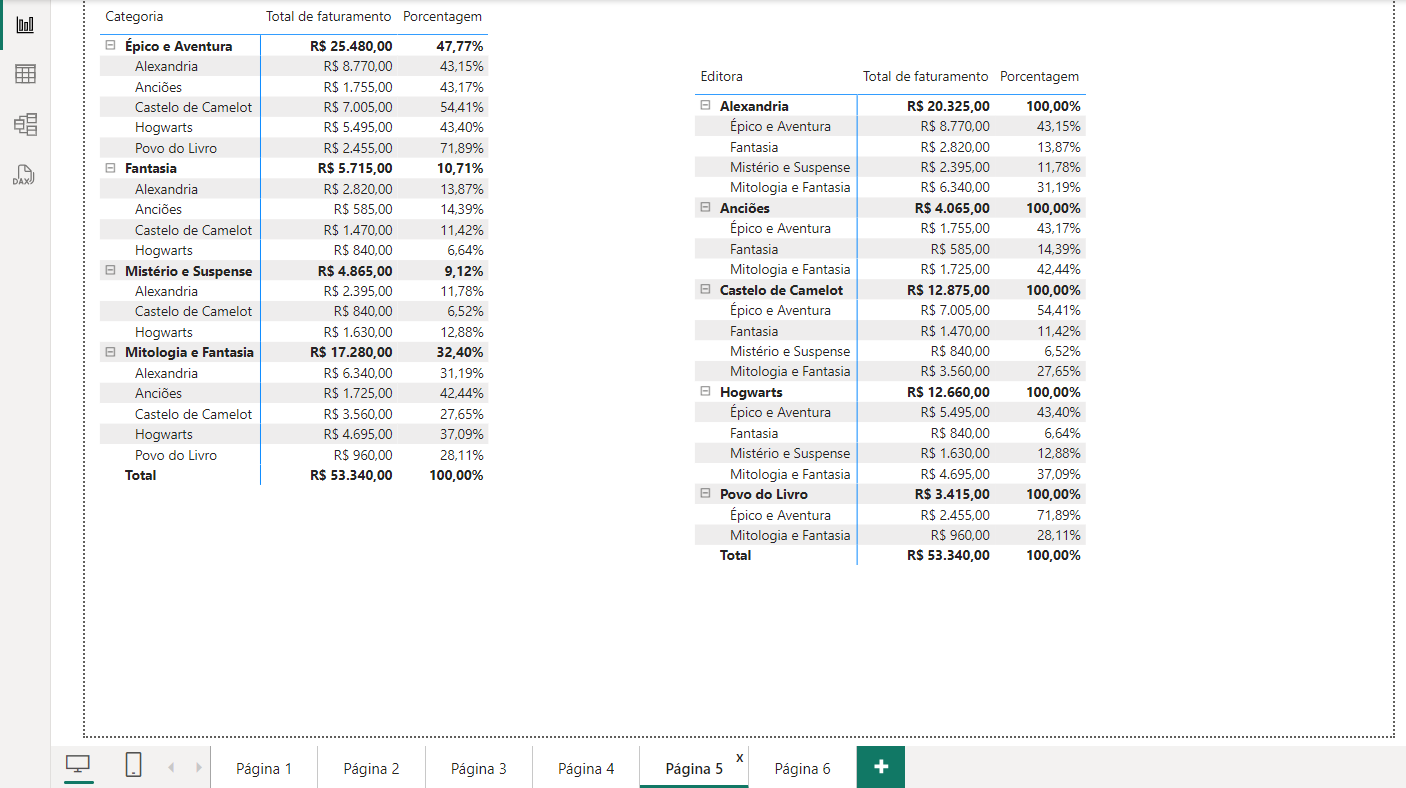 Categoria Total de faturamento Porcentagem
Épico e Aventura R$ 25.480,00 47,77%
Alexandria R$ 8.770,00 43,15%
Anciões R$ 1.755,00 43,17%
Castelo de Camelot R$ 7.005,00 54,41%
Hogwarts R$ 5.495,00 43,40%
Povo do Livro R$ 2.455,00 71,89%
Fantasia R$ 5.715,00 10,71%
Alexandria R$ 2.820,00 13,87%
Anciões R$ 585,00 14,39%
Castelo de Camelot R$ 1.470,00 11,42%
Hogwarts R$ 840,00 6,64%
Mistério e Suspense R$ 4.865,00 9,12%
Alexandria R$ 2.395,00 11,78%
Castelo de Camelot R$ 840,00 6,52%
Hogwarts R$ 1.630,00 12,88%
Mitologia e Fantasia R$ 17.280,00 32,40%
Alexandria R$ 6.340,00 31,19%
Anciões R$ 1.725,00 42,44%
Castelo de Camelot R$ 3.560,00 27,65%
Hogwarts R$ 4.695,00 37,09%
Povo do Livro R$ 960,00 28,11%
Total R$ 53.340,00 100,00%
Editora Total de faturamento Porcentagem
Alexandria R$ 20.325,00 100,00%
Épico e Aventura R$ 8.770,00 43,15%
Fantasia R$ 2.820,00 13,87%
Mistério e Suspense R$ 2.395,00 11,78%
Mitologia e Fantasia R$ 6.340,00 31,19%
Anciões R$ 4.065,00 100,00%
Épico e Aventura R$ 1.755,00 43,17%
Fantasia R$ 585,00 14,39%
Mitologia e Fantasia R$ 1.725,00 42,44%
Castelo de Camelot R$ 12.875,00 100,00%
Épico e Aventura R$ 7.005,00 54,41%
Fantasia R$ 1.470,00 11,42%
Mistério e Suspense R$ 840,00 6,52%
Mitologia e Fantasia R$ 3.560,00 27,65%
Hogwarts R$ 12.660,00 100,00%
Épico e Aventura R$ 5.495,00 43,40%
Fantasia R$ 840,00 6,64%
Mistério e Suspense R$ 1.630,00 12,88%
Mitologia e Fantasia R$ 4.695,00 37,09%
Povo do Livro R$ 3.415,00 100,00%
Épico e Aventura R$ 2.455,00 71,89%
Mitologia e Fantasia R$ 960,00 28,11%
Total R$ 53.340,00 100,00%
DAX
Página 1 Página 2 Página 3 Página 4 Página 5 x Página 6 +